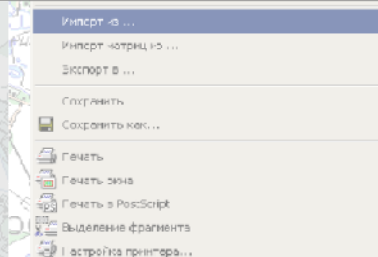 Импорт из ...
Импорт матриц из ...
Экспорт в ...
Сохранить
Сохранить как...
Печать
Печать окна
Печать в PostScript
Выделение фрагмента
Настройка принтера...